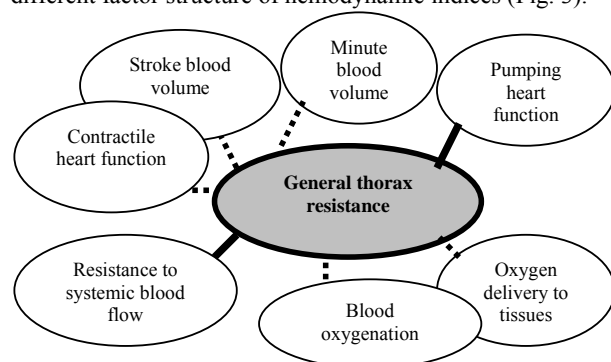 different factor structure of hemodynamic indices (Fig. 3).
Stroke blood
volume
Minute
blood
volume
Pumping
heart
function
Contractile
heart function
General thorax
resistance
Resistance to
systemic blood
flow
Blood
oxygenation
Oxygen
delivery to
tissues